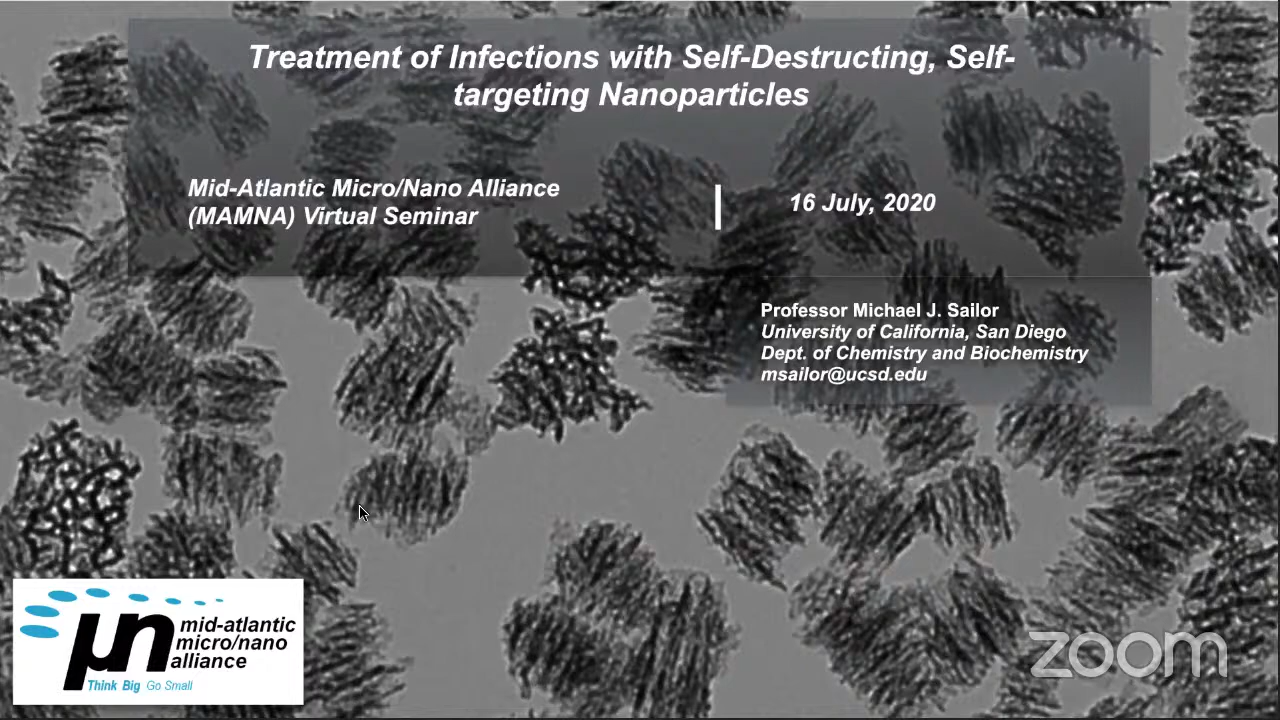 Treatment of Infections with Self-Destructing, Self-
targeting Nanoparticles
Mid-Atlantic Micro/Nano Alliance
(MAMNA) Virtual Seminar
16 July, 2020
Professor Michael J. Sailor
University of California, San Diego
Dept. of Chemistry and Biochemistry
msailor@ucsd.edu
μn
mid-atlantic
micro/nano
alliance
Think Big Go Small
zoom